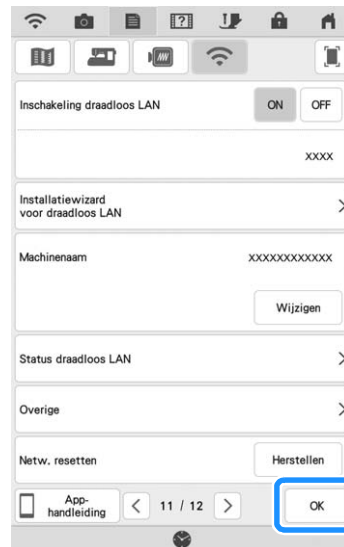 Inschakeling draadloos LAN
ON
OFF
xxxx
Installatiewizard
voor draadloos LAN
Machinenaam
xxxxxxxxxxxx
Wijzigen
Status draadloos LAN
Overige
Netw. resetten
Herstellen
App-
handleiding
11 / 12
OK